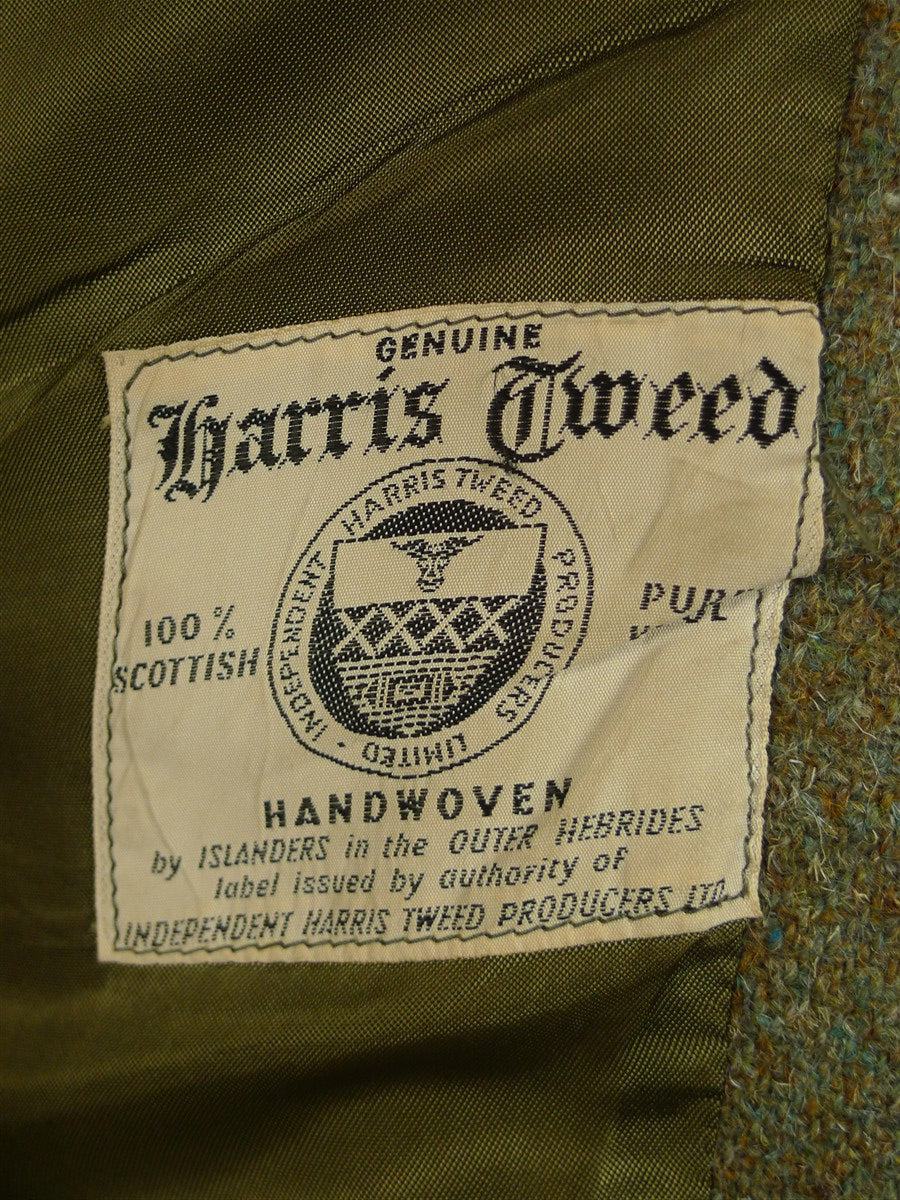 GENUINE
Harris Tweed
INDEPENDENT HARRIS TWEED PRODUCERS LIMITED •
100%
SCOTTISH
HANDWOVEN
by ISLANDERS in the OUTER HEBRIDES
label issued by authority of
INDEPENDENT HARRIS TWEED PRODUCERS LTD.